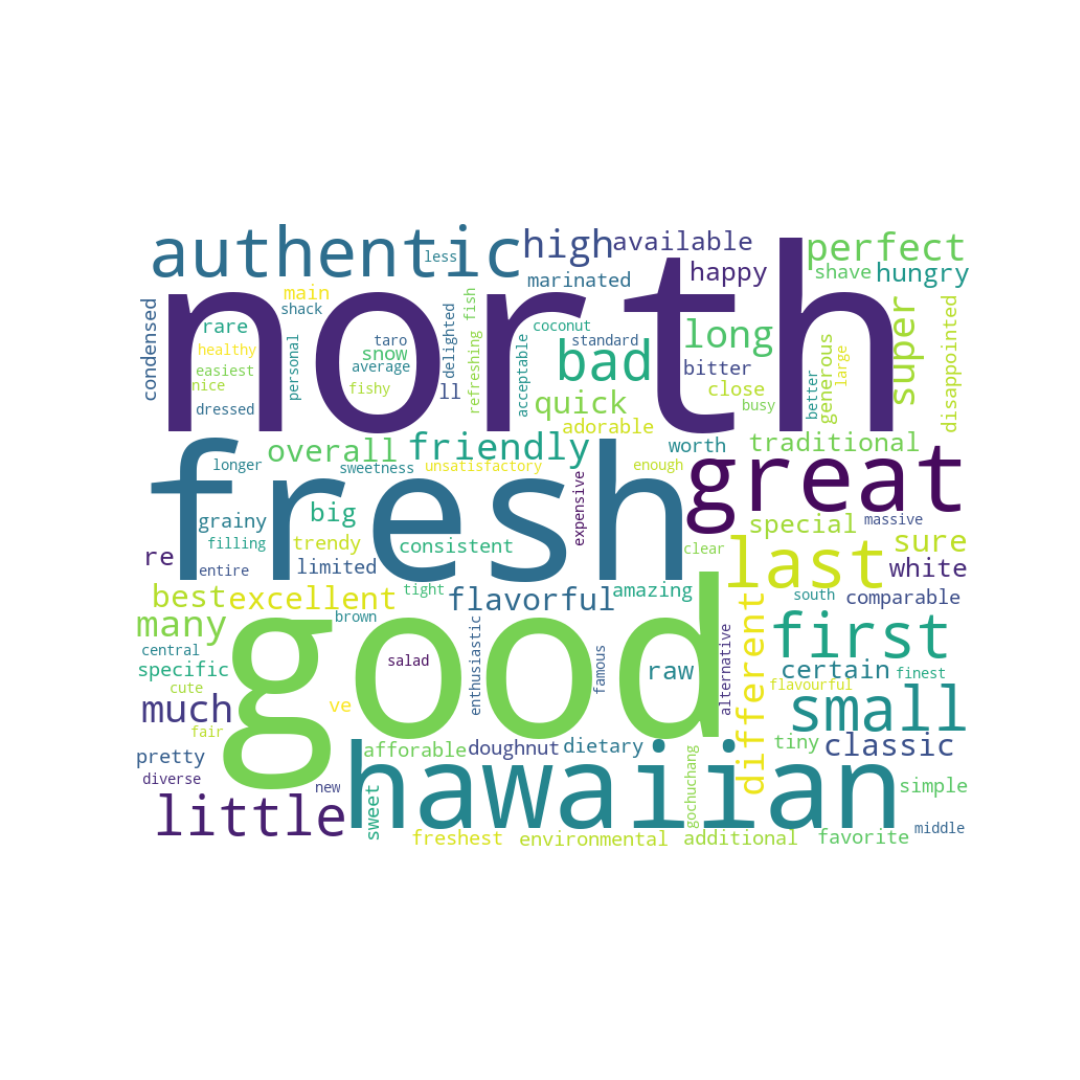 authentic
less
high
available
perfect
marinated
happy
shave
hungry
north
condensed
main
shack
rare
healthy
easiest
nice
dressed
personal
taro
snow
average
fishy
ll
delighted
fish
refreshing
coconut
standard
acceptable
bad
quick
adorable
long
bitter
close
busy
better
generous
large
super
disappointed
overall
friendly
worth
traditional
longer
sweetness
unsatisfactory
enough
expensive
fresh
great
grainy
big
filling
trendy
consistent
clear
special
massive
re
entire
limited
last
sure
white
best
excellent
tight
flavorful
amazing
south
comparable
many
brown
first
central
specific
salad
enthusiastic
famous
raw
alternative
different
certain
finest
flavourful
cute
good
much
ve
small
fair
pretty
afforable
doughnut
dietary
tiny
classic
diverse
new
hawaiian
gochuchang
simple
little
sweet
freshest
environmental
additional
favorite
middle